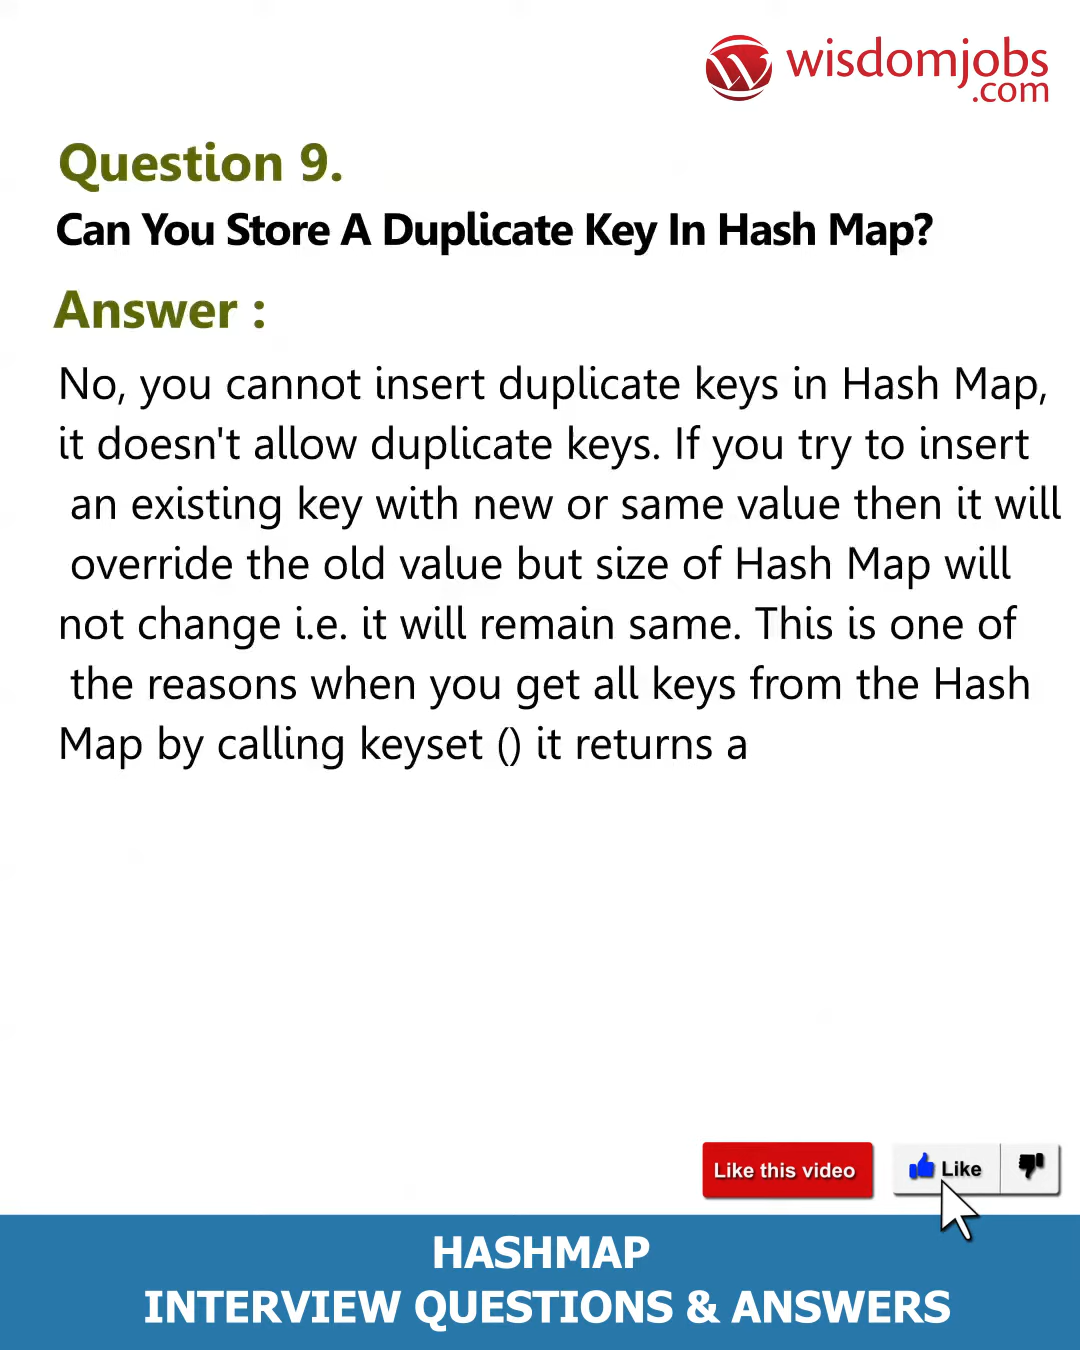 wisdomjobs
.com
Question 9.
Can You Store A Duplicate Key In Hash Map?
Answer :
No, you cannot insert duplicate keys in Hash Map,
it doesn't allow duplicate keys. If you try to insert
an existing key with new or same value then it will
override the old value but size of Hash Map will
not change i.e. it will remain same. This is one of
the reasons when you get all keys from the Hash
Map by calling keyset () it returns a
Like this video
Like
HASHMAP
INTERVIEW QUESTIONS & ANSWERS